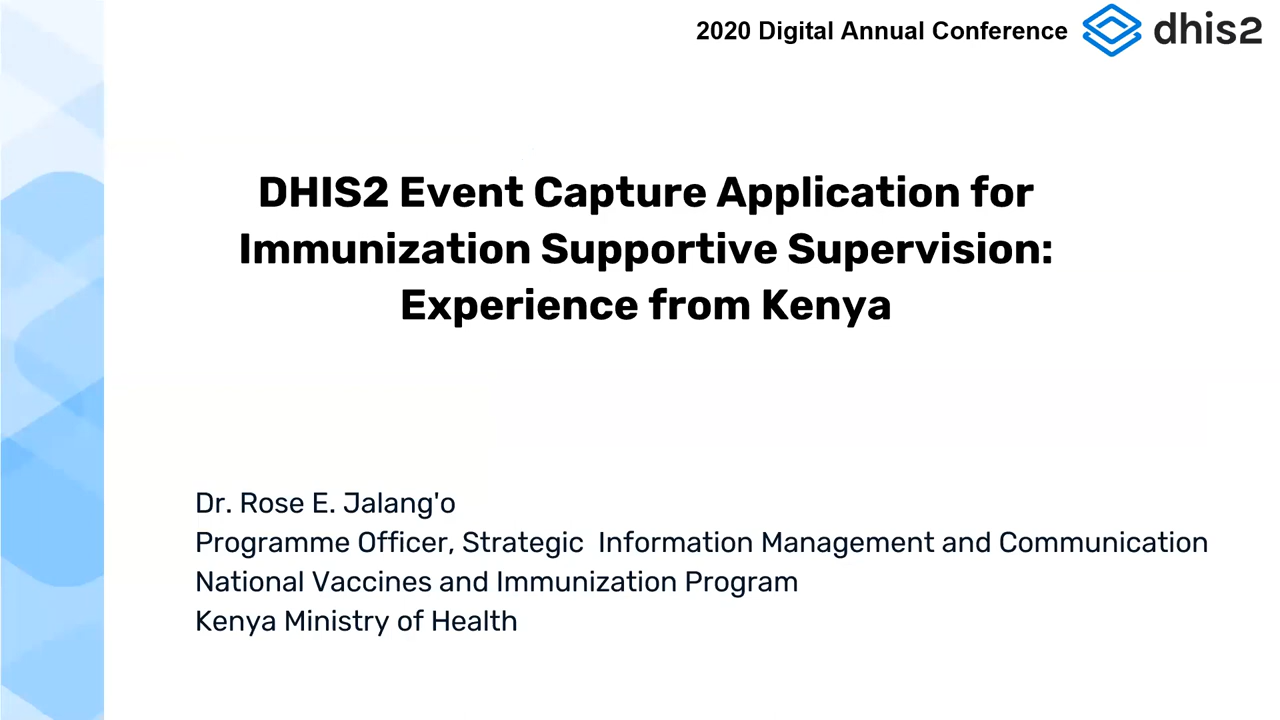 2020 Digital Annual Conference dhis2
DHIS2 Event Capture Application for
Immunization Supportive Supervision:
Experience from Kenya
Dr. Rose E. Jalang'o
Programme Officer, Strategic Information Management and Communication
National Vaccines and Immunization Program
Kenya Ministry of Health